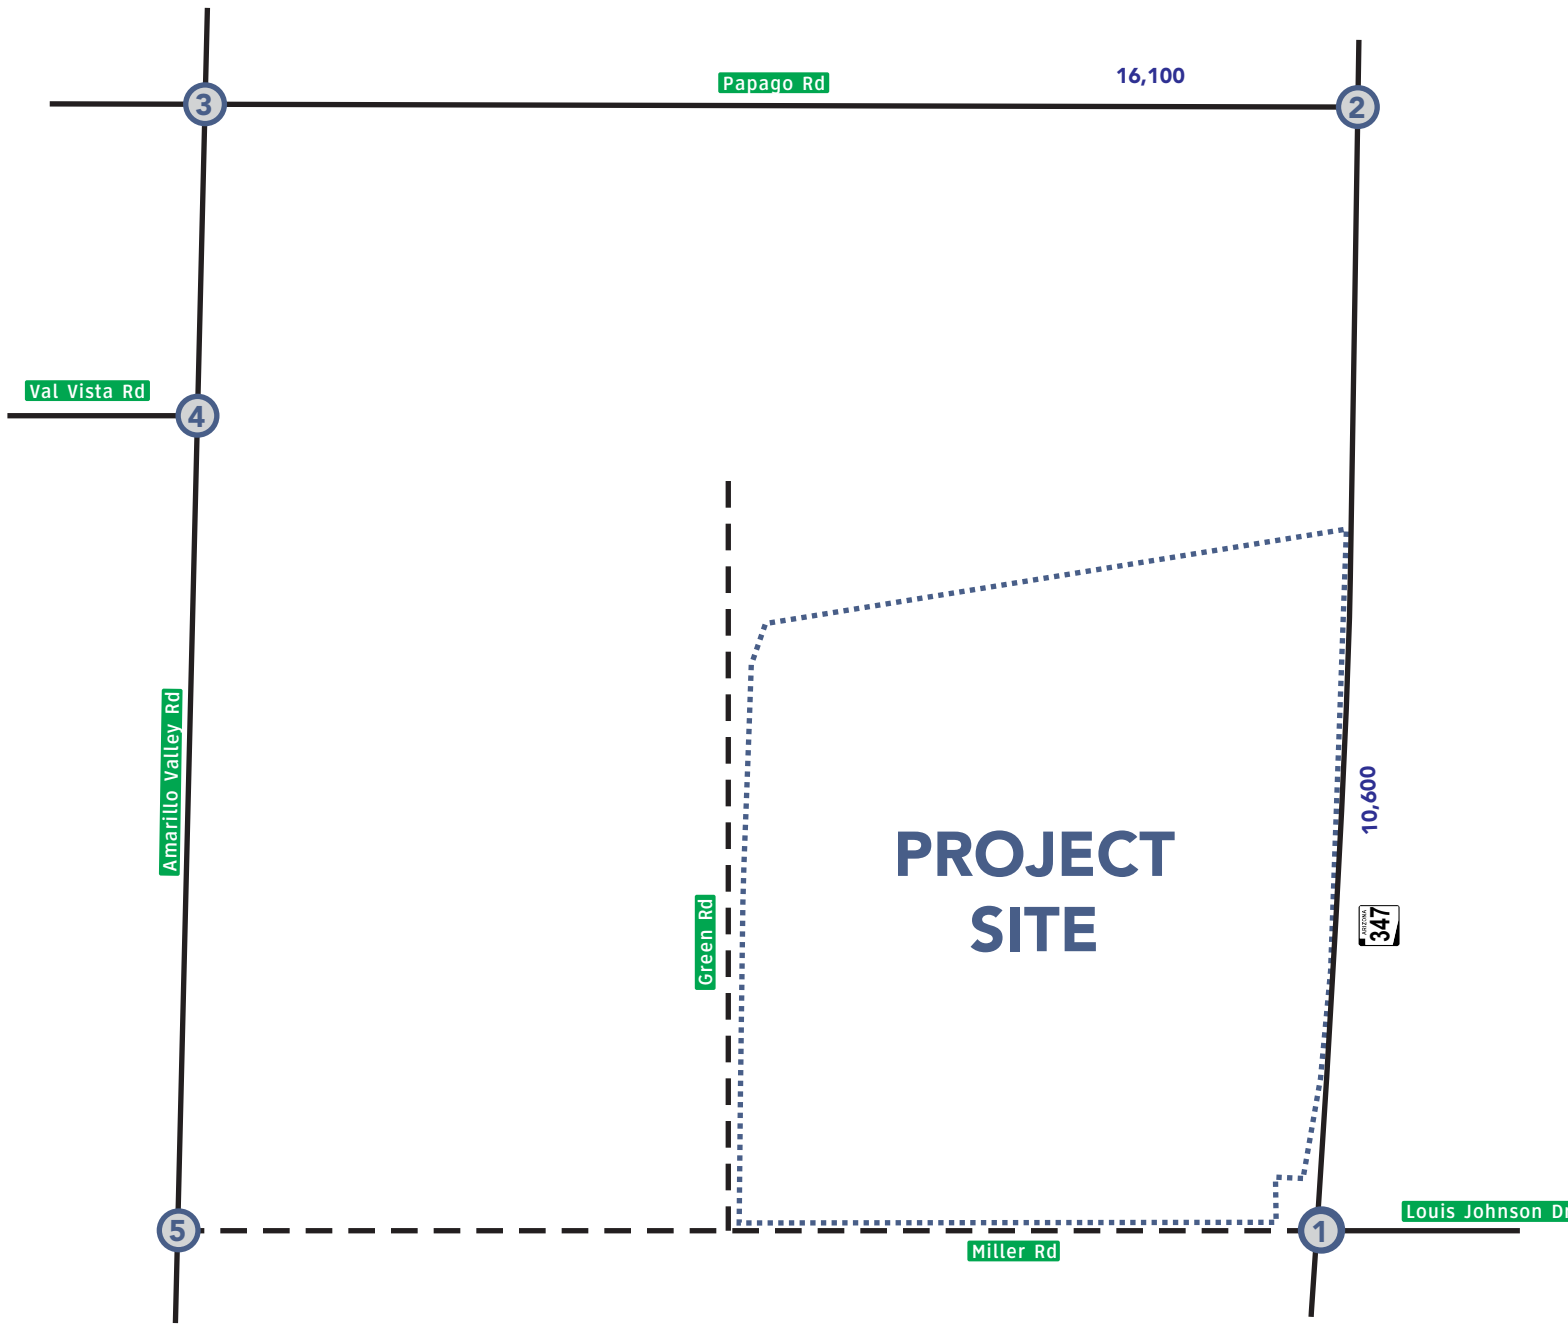 Papago Rd
16,100
3
2
Val Vista Rd
4
Amarillo Valley Rd
10,600
PROJECT
SITE
Green Rd
ARIZONA
347
Louis Johnson Dr
5
1
Miller Rd